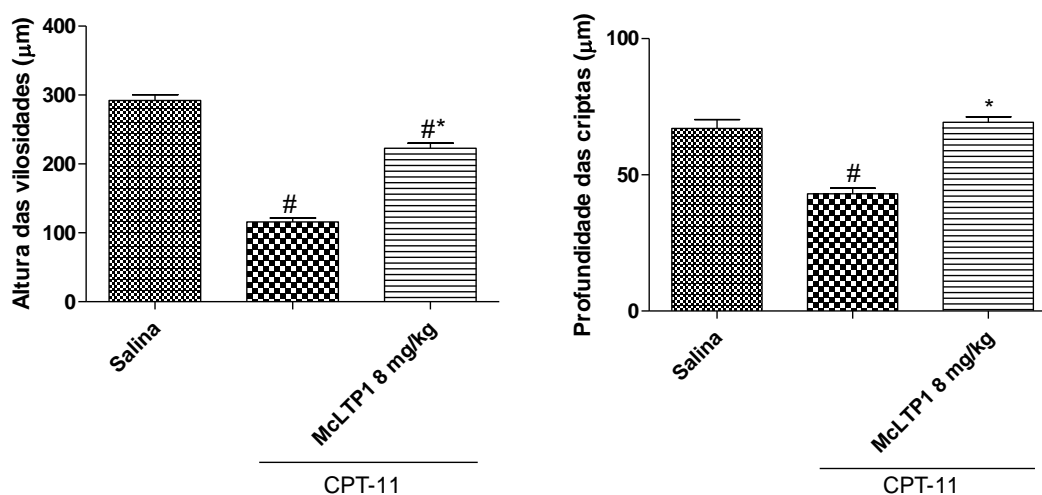 Altura das vilosidades (μm)
400
300
200
100
0
#
#*
Salina
McLTP1 8 mg/kg
CPT-11
Profundidade das criptas (μm)
100
50
0
#
*
Salina
McLTP1 8 mg/kg
CPT-11